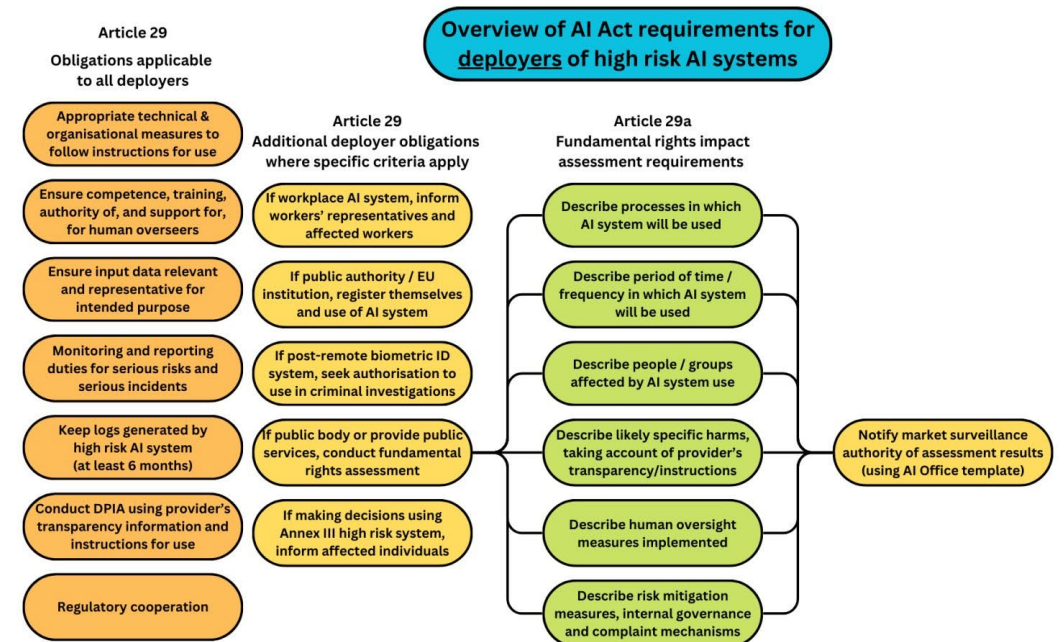 Overview of AI Act requirements for
deployers of high risk AI systems
Article 29
Obligations applicable
to all deployers
Appropriate technical &
organisational measures to
follow instructions for use
Ensure competence, training,
authority of, and support for,
for human overseers
Ensure input data relevant
and representative for
intended purpose
Monitoring and reporting
duties for serious risks and
serious incidents
Keep logs generated by
high risk AI system
(at least 6 months)
Conduct DPIA using provider's
transparency information and
instructions for use
Regulatory cooperation
Article 29
Additional deployer obligations
where specific criteria apply
If workplace AI system, inform
workers' representatives and
affected workers
If public authority / EU
institution, register themselves
and use of AI system
If post-remote biometric ID
system, seek authorisation to
use in criminal investigations
If public body or provide public
services, conduct fundamental
rights assessment
If making decisions using
Annex III high risk system,
inform affected individuals
Article 29a
Fundamental rights impact
assessment requirements
Describe processes in which
AI system will be used
Describe period of time /
frequency in which AI system
will be used
Describe people / groups
affected by AI system use
Describe likely specific harms,
taking account of provider's
transparency/instructions
Describe human oversight
measures implemented
Describe risk mitigation
measures, internal governance
and complaint mechanisms
Notify market surveillance
authority of assessment results
(using AI Office template)